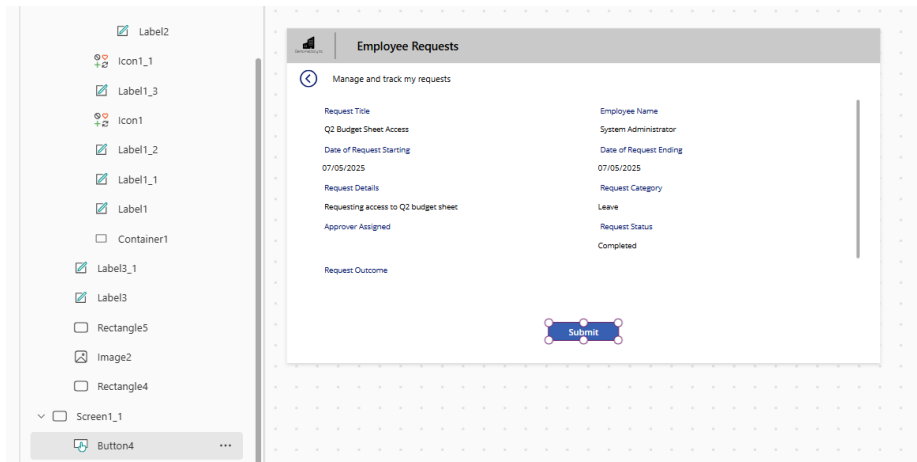 Label2
Icon1_1
Label1_3
Icon1
Label1_2
Label1_1
Label1
Container1
Label3_1
Label3
Rectangle5
Image2
Rectangle4
Screen1_1
Button4
Employee Requests
Manage and track my requests
Request Title
Employee Name
Q2 Budget Sheet Access
System Administrator
Date of Request Starting
Date of Request Ending
07/05/2025
07/05/2025
Request Details
Request Category
Requesting access to Q2 budget sheet
Leave
Approver Assigned
Request Status
Completed
Request Outcome
Submit